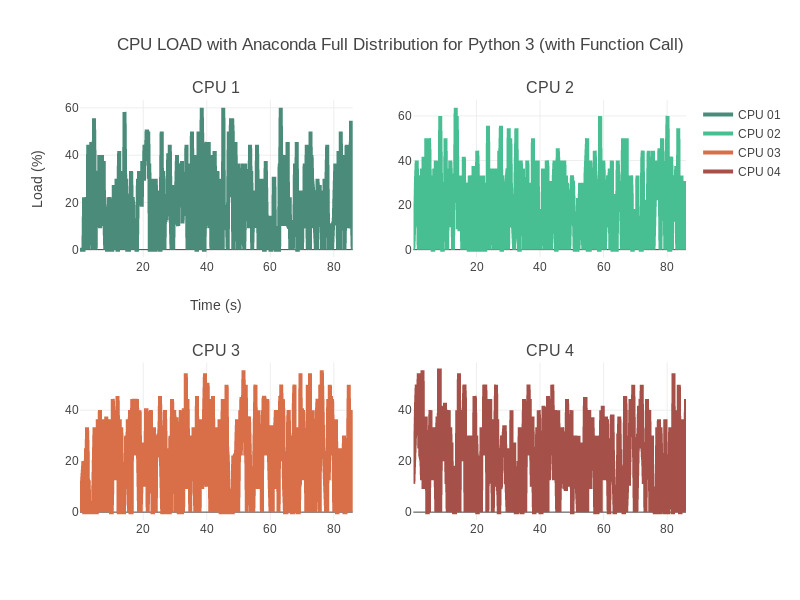 CPU LOAD with Anaconda Full Distribution for Python 3 (with Function Call)
CPU 1
CPU 2
60
40
20
0
Load (%)
20 40 60 80
Time (s)
60
40
20
0
20 40 60 80
CPU 01
CPU 02
CPU 03
CPU 04
CPU 3
CPU 4
40
20
0
20 40 60 80
40
20
0
20 40 60 80